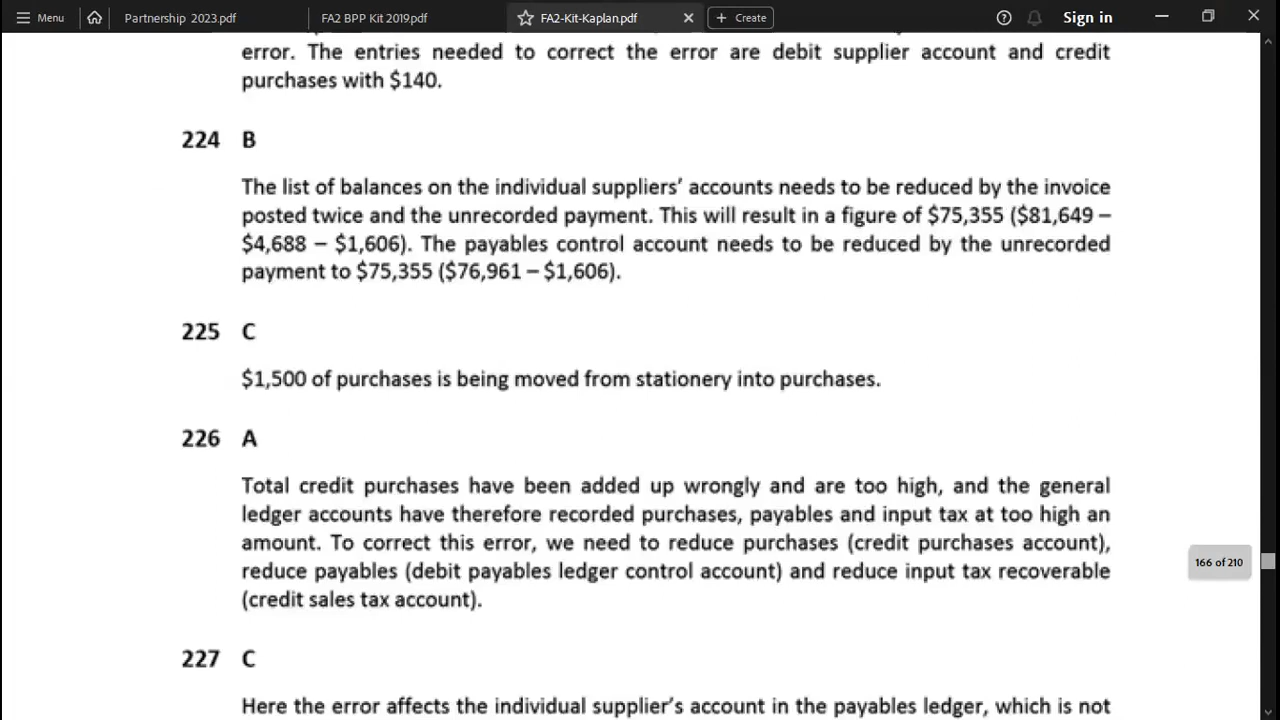 Menu
Partnership 2023.pdf
FA2 BPP Kit 2019.pdf
FA2-Kit-Kaplan.pdf
Create
Sign in
error. The entries needed to correct the error are debit supplier account and credit
purchases with $140.
224 B
The list of balances on the individual suppliers’ accounts needs to be reduced by the invoice
posted twice and the unrecorded payment. This will result in a figure of $75,355 ($81,649 –
$4,688 – $1,606). The payables control account needs to be reduced by the unrecorded
payment to $75,355 ($76,961 – $1,606).
225 C
$1,500 of purchases is being moved from stationery into purchases.
226 A
Total credit purchases have been added up wrongly and are too high, and the general
ledger accounts have therefore recorded purchases, payables and input tax at too high an
amount. To correct this error, we need to reduce purchases (credit purchases account),
reduce payables (debit payables ledger control account) and reduce input tax recoverable
(credit sales tax account).
166 of 210
227 C
Here the error affects the individual supplier’s account in the payables ledger, which is not